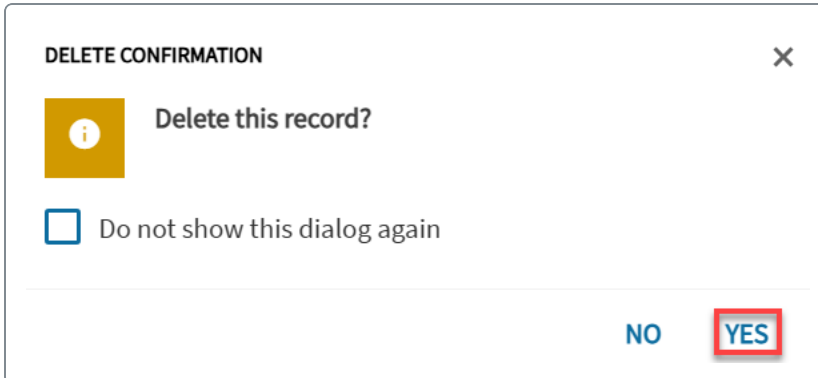 DELETE CONFIRMATION
Delete this record?
Do not show this dialog again
NO YES